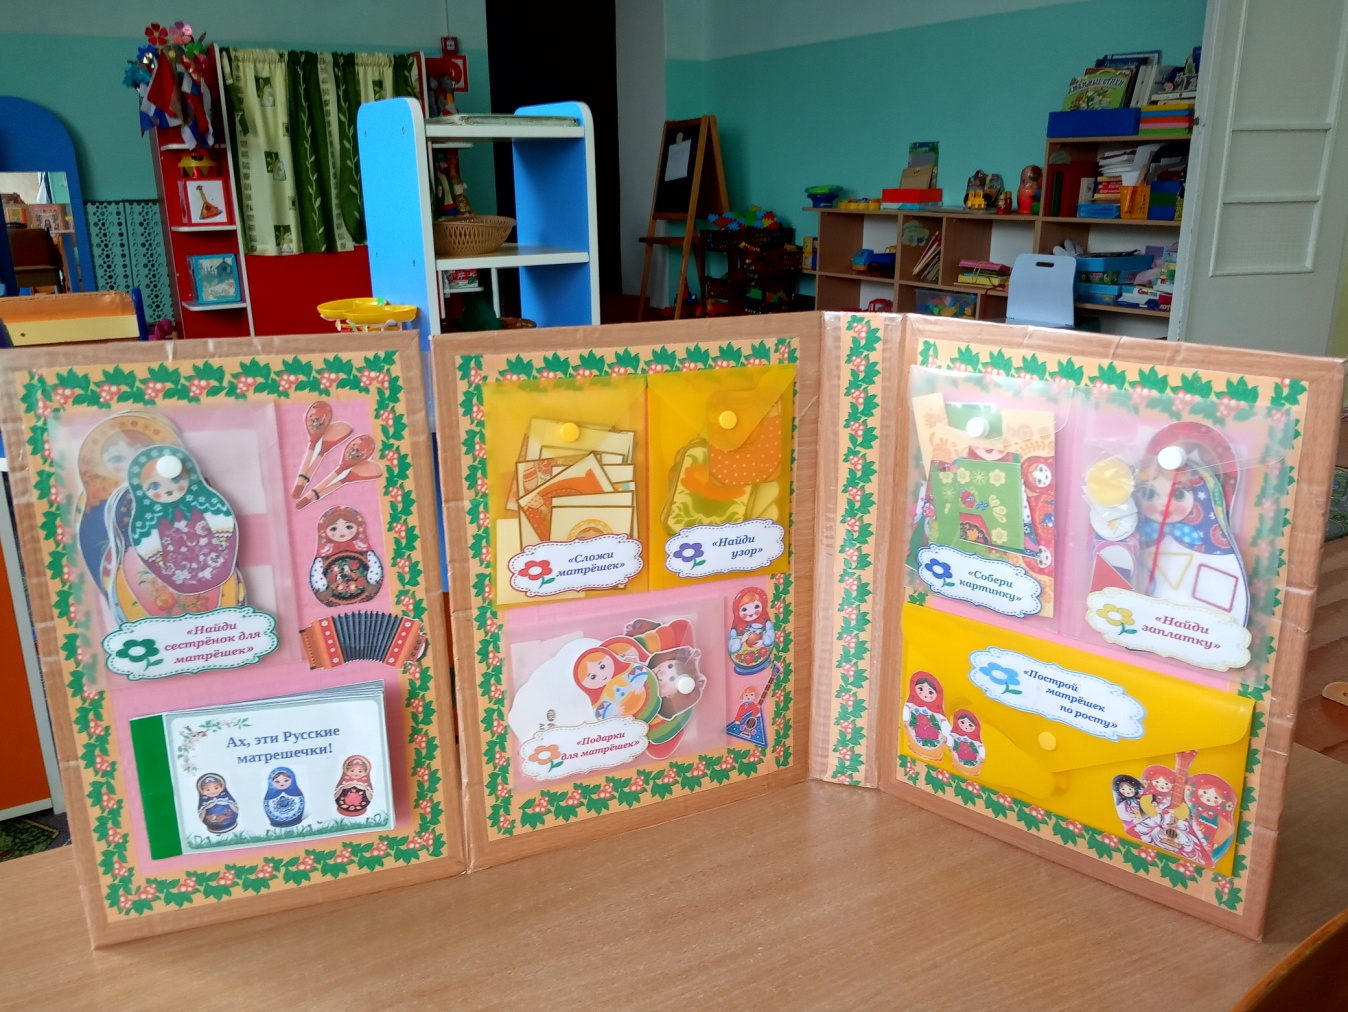 «Найди
сестрёнок для
матрёшек»
Ах, эти Русские
матрешечки!
«Сложи
матрёшек»
«Найди
узор»
«Подарки
для матрёшек»
«Собери
картинку»
«Найди
заплатку»
«Построй
матрёшек
по росту»